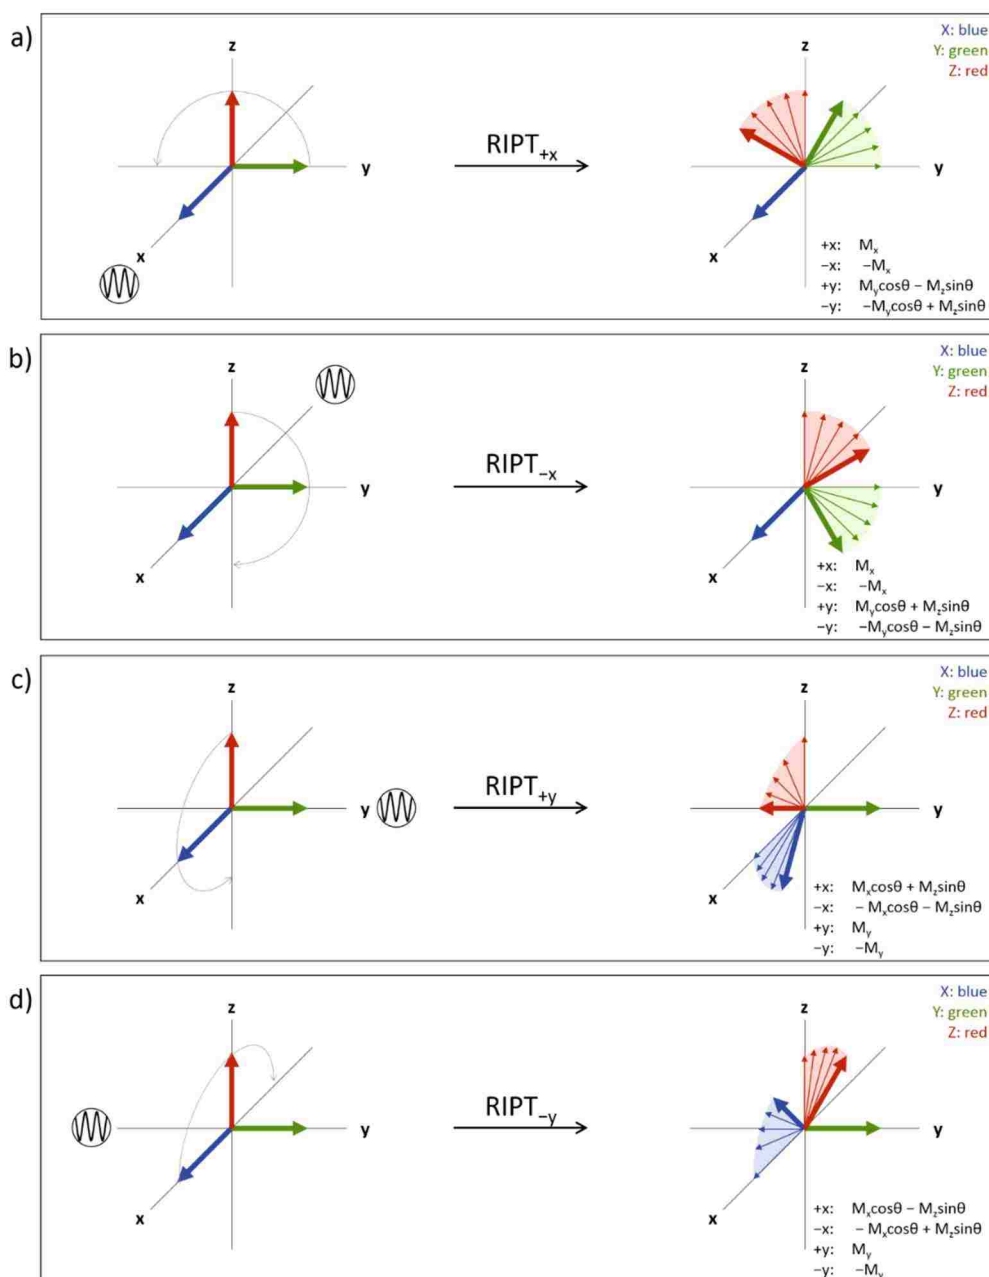 a)
X: blue
Y: green
Z: red
z
y
x
RIPT+x
+x: Mx
−x: −Mx
+y: Mycosθ − Mzsinθ
−y: −Mycosθ + Mzsinθ
b)
X: blue
Y: green
Z: red
z
y
x
RIPT−x
z
y
x
+x: Mx
−x: −Mx
+y: Mycosθ + Mzsinθ
−y: −Mycosθ − Mzsinθ
c)
X: blue
Y: green
Z: red
z
y
x
RIPT+y
z
y
x
+x: Mxcosθ + Mzsinθ
−x: − Mxcosθ − Mzsinθ
+y: My
−y: −My
d)
X: blue
Y: green
Z: red
z
y
x
RIPT−y
z
y
x
+x: Mxcosθ − Mzsinθ
−x: − Mxcosθ + Mzsinθ
+y: My
−y: −My